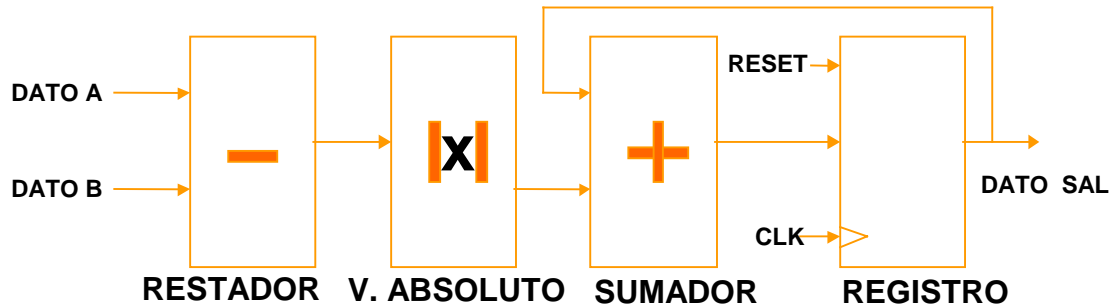 RESET
DATO A
|x|
DATO B
DATO SAL
CLK
RESTADOR
V. ABSOLUTO
SUMADOR
REGISTRO